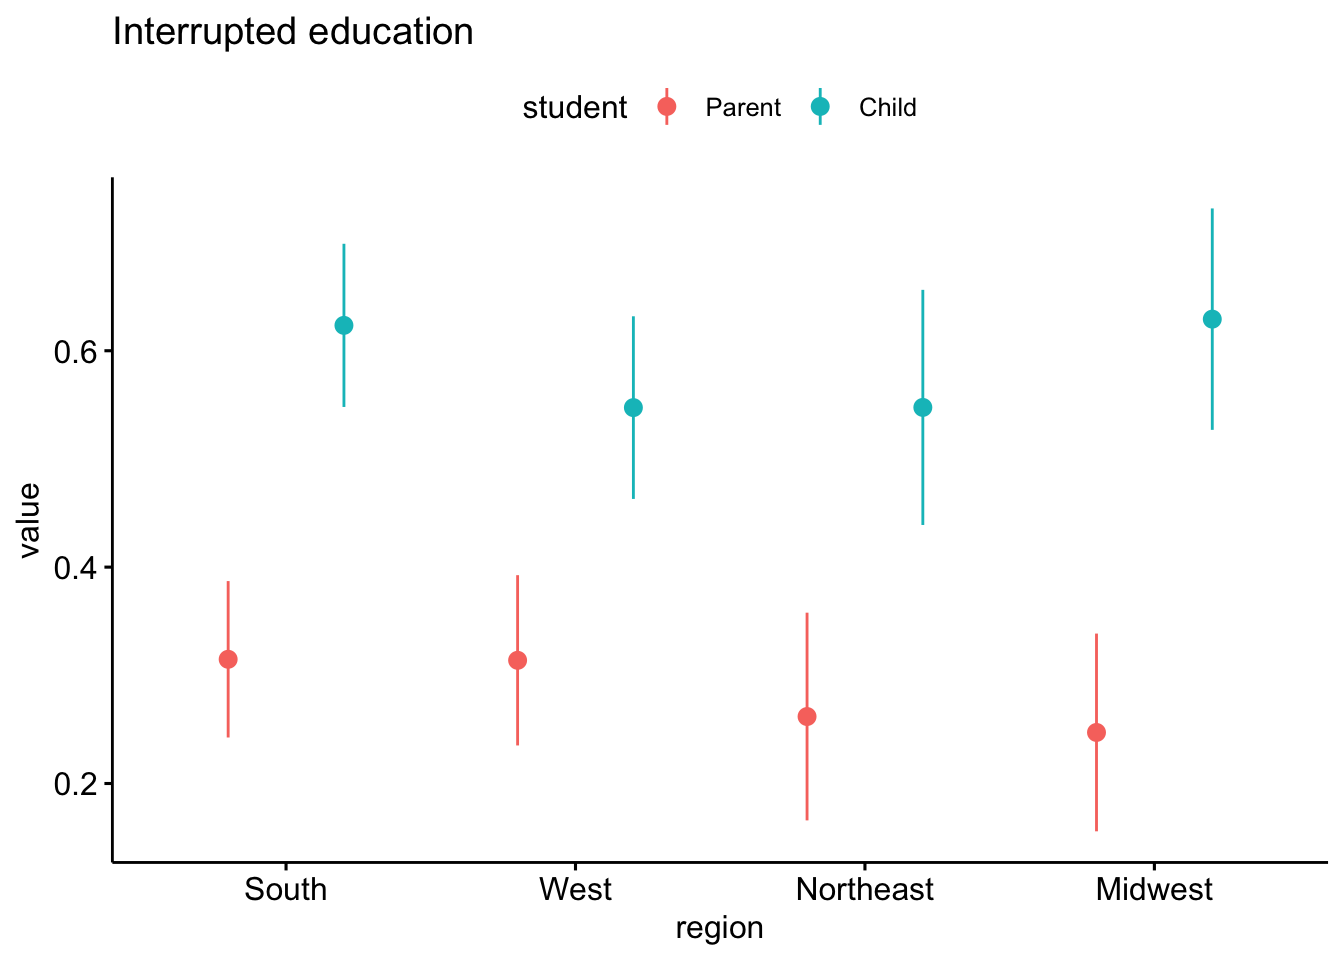 Interrupted education
student Parent Child
value
0.6
0.4
0.2
South West Northeast Midwest
region